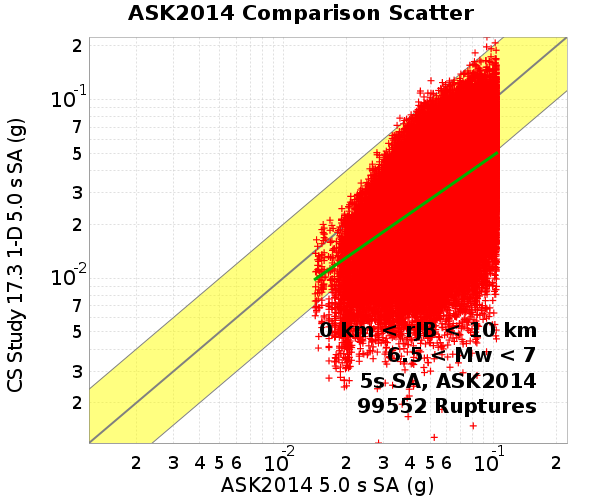 ASK2014 Comparison Scatter
CS Study 17.3 1-D 5.0 s SA (g)
2
10⁻¹
7
5
3
2
10⁻²
7
5
3
2
0 km < rJB < 10 km
6.5 < Mw < 7
5s SA, ASK2014
99552 Ruptures
2 3 4 5 6 10⁻² 2 3 4 5 6 10⁻¹ 2
ASK2014 5.0 s SA (g)